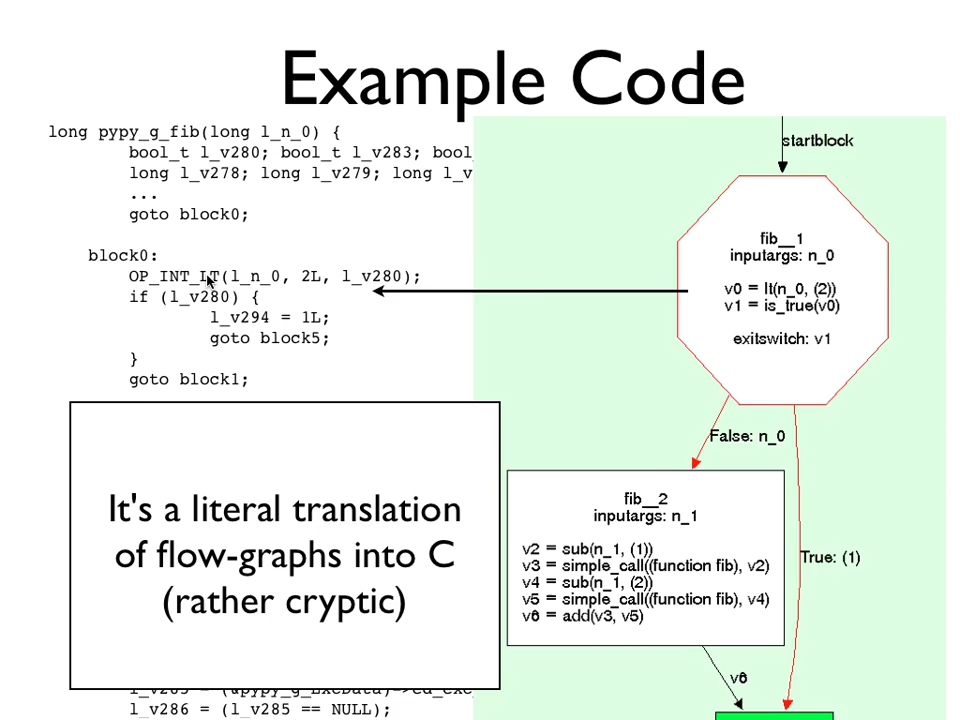 Example Code
long pypy_g_fib(long l_n_0) {
bool_t l_v280; bool_t l_v283; bool_
long l_v278; long l_v279; long l_v
...
goto block0;
block0:
OP_INT_LT(l_n_0, 2L, l_v280);
if (l_v280) {
l_v294 = 1L;
goto block5;
}
goto block1;
It's a literal translation
of flow-graphs into C
(rather cryptic)
l_v286 = (l_v285 == NULL);
startblock
fib__1
inputargs: n_0
v0 = lt(n_0, (2))
v1 = is_true(v0)
exitswitch: v1
False: n_0
fib__2
inputargs: n_1
v2 = sub(n_1, (1))
v3 = simple_call((function fib), v2)
v4 = sub(n_1, (2))
v5 = simple_call((function fib), v4)
v6 = add(v3, v5)
True: (1)
v6